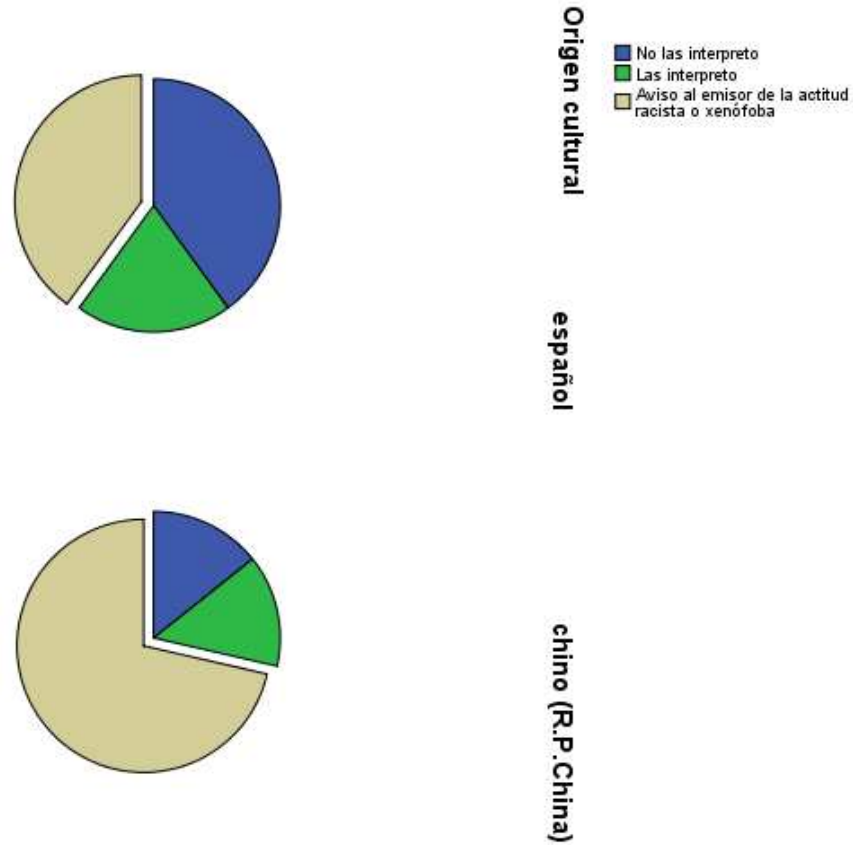 Origen cultural
No las interpreto
Las interpreto
Aviso al emisor de la actitud
racista o xenófoba
español
chino (R.P.China)